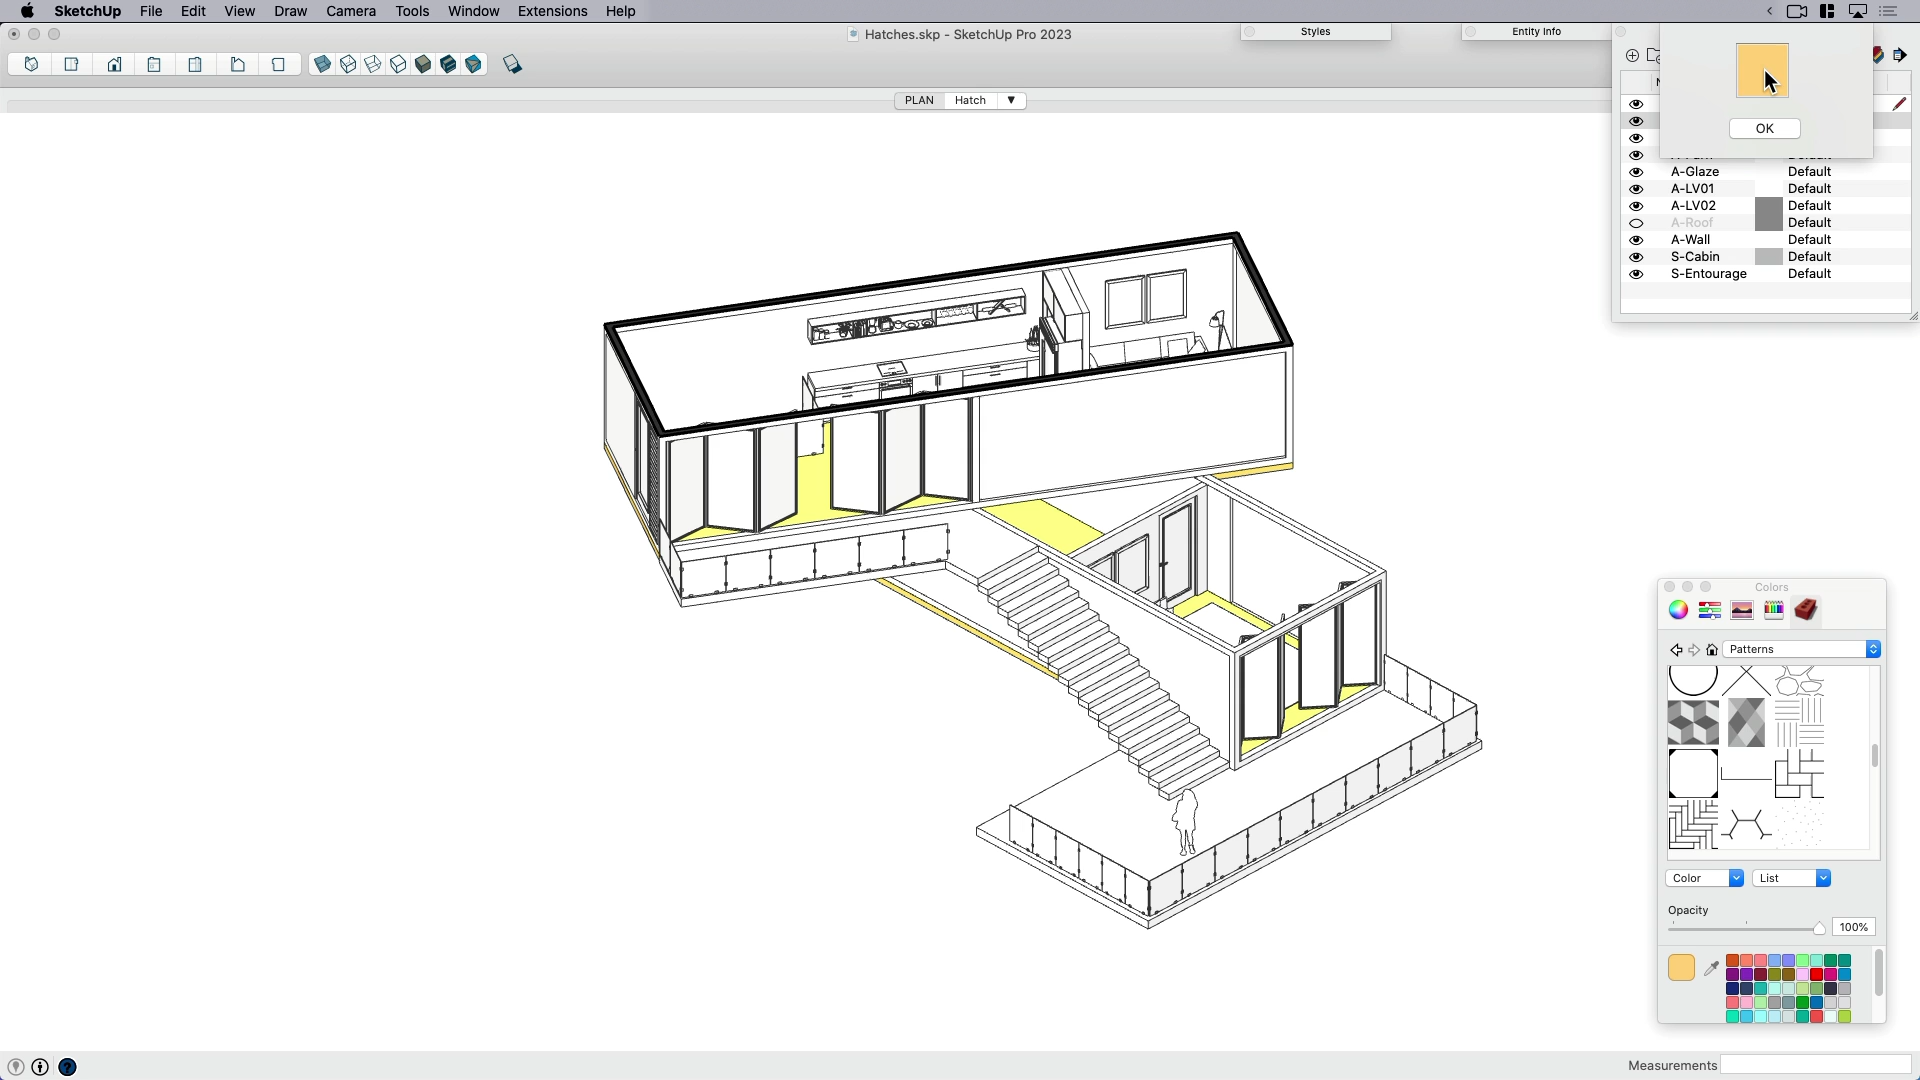 SketchUp File Edit View Draw Camera Tools Window Extensions Help
Hatches.skp - SketchUp Pro 2023
Styles
Entity Info
PLAN Hatch
OK
A-Glaze Default
A-LV01 Default
A-LV02 Default
A-Roof Default
A-Wall Default
S-Cabin Default
S-Entourage Default
Colors
Patterns
Color List
Opacity
100%
Measurements